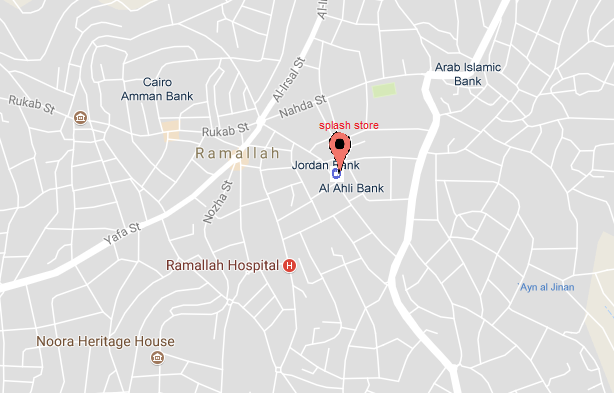 Al-I
Al-Irsal St
Arab Islamic
Bank
Cairo
Amman Bank
Rukab St
Nahda St
Rukab St
splash store
Ramallah
Jordan Bank
Al Ahli Bank
Nozha St
Yafa St
Ramallah Hospital
H
'Ayn al Jinan
Noora Heritage House